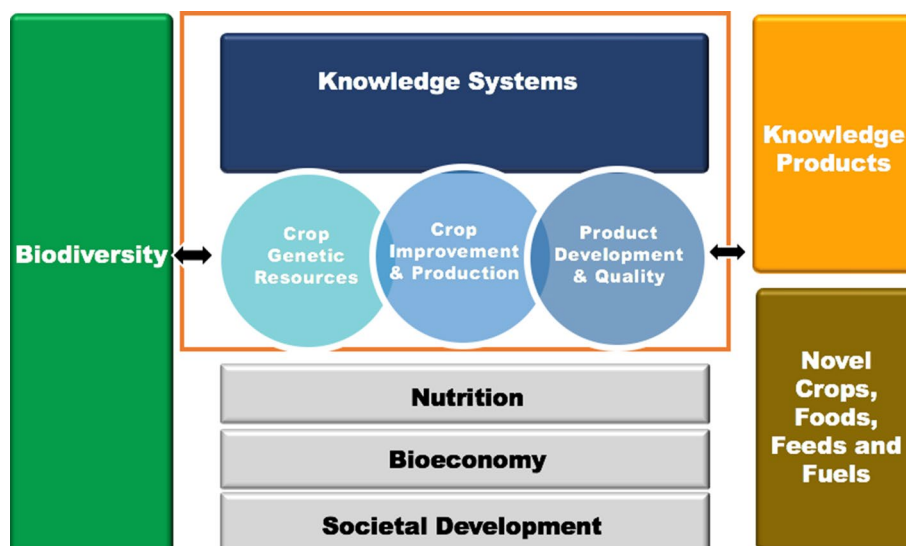 Knowledge Systems
Knowledge
Products
Biodiversity
Crop
Genetic
Resources
Crop
Improvement
& Production
Product
Development
& Quality
Novel
Crops,
Foods,
Feeds and
Fuels
Nutrition
Bioeconomy
Societal Development